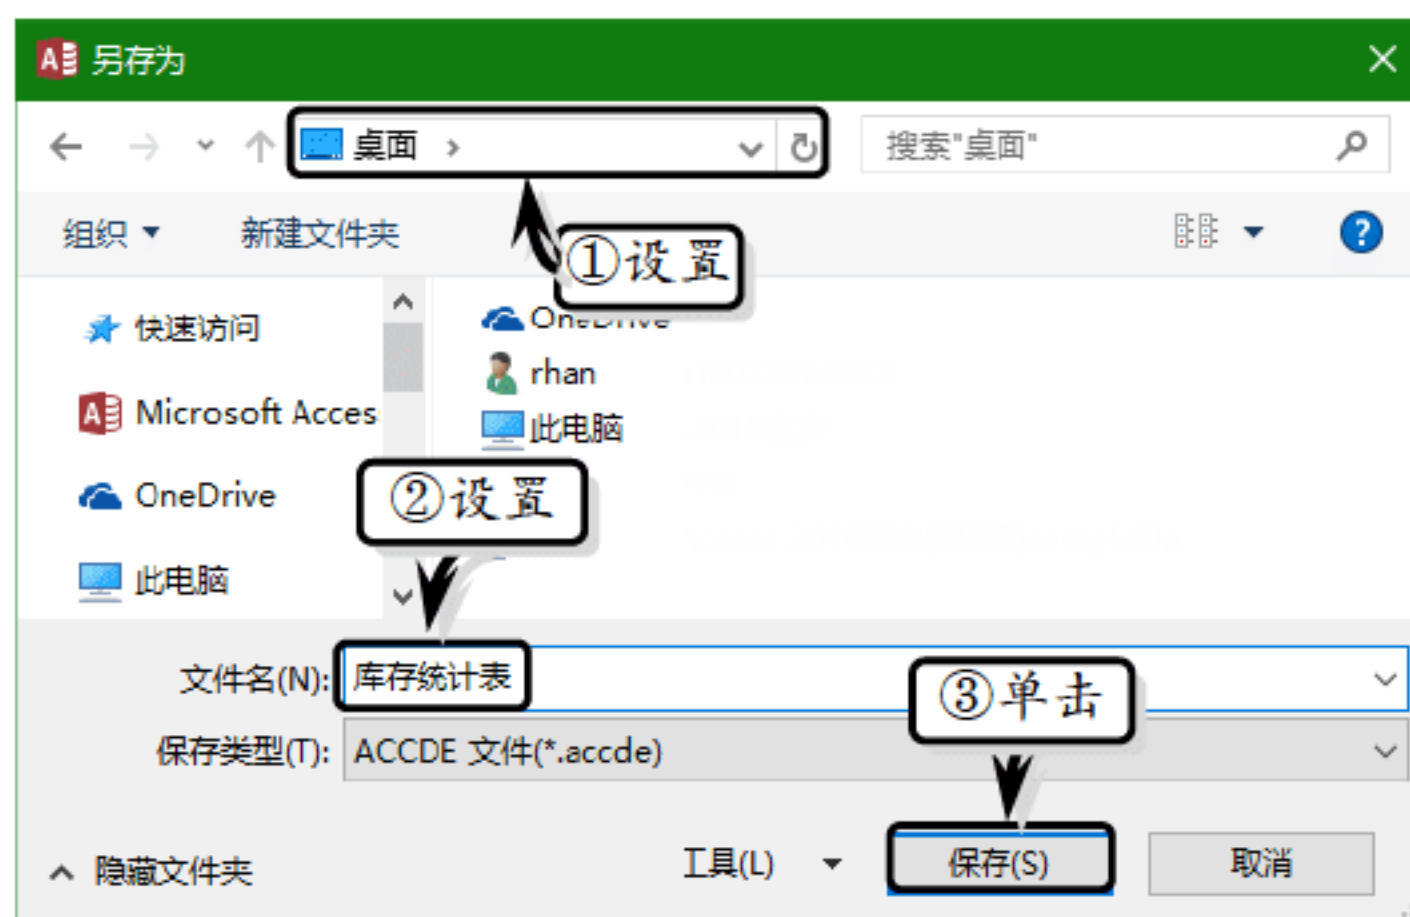 另存为
桌面
搜索"桌面"
组织
新建文件夹
①设置
快速访问
OneDrive
rhan
Microsoft Acces
此电脑
OneDrive
②设置
此电脑
文件名(N):
库存统计表
③单击
保存类型(T):
ACCDE 文件(*.accde)
隐藏文件夹
工具(L)
保存(S)
取消